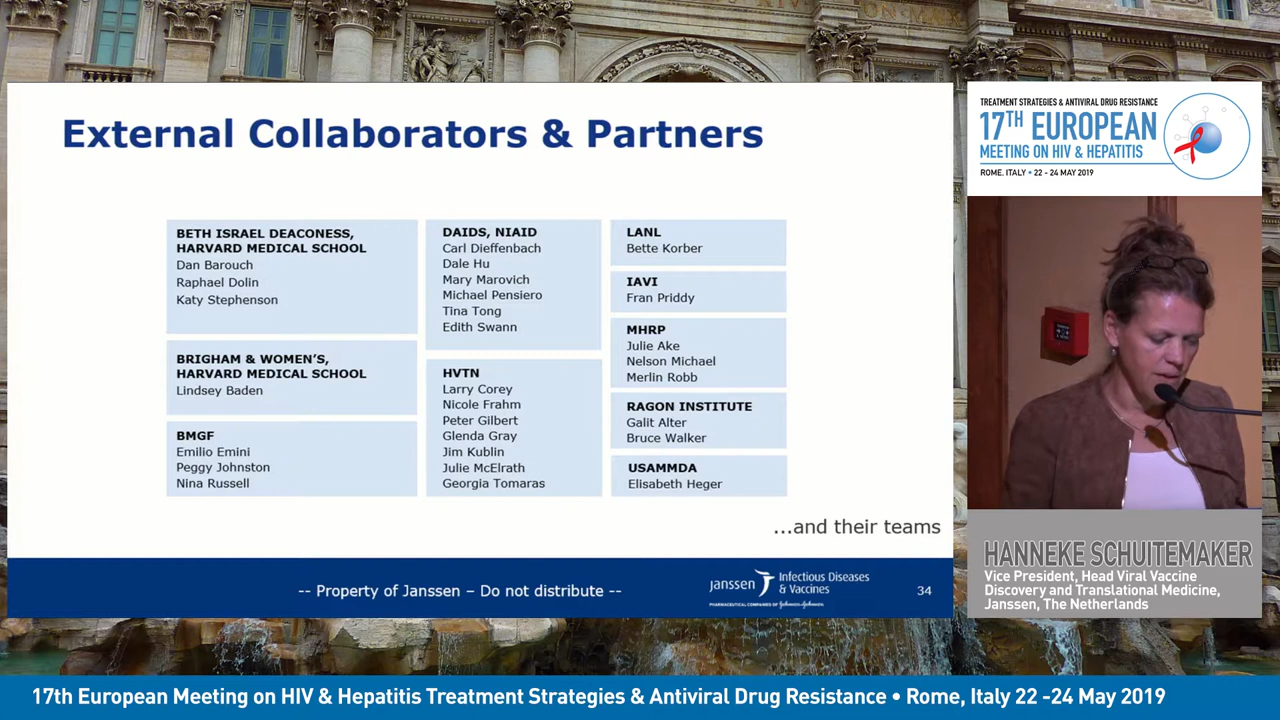 External Collaborators & Partners
BETH ISRAEL DEACONESS,
HARVARD MEDICAL SCHOOL
Dan Barouch
Raphael Dolin
Katy Stephenson
BRIGHAM & WOMEN'S,
HARVARD MEDICAL SCHOOL
Lindsey Baden
BMGF
Emilio Emini
Peggy Johnston
Nina Russell
DAIDS, NIAID
Carl Dieffenbach
Dale Hu
Mary Marovich
Michael Pensiero
Tina Tong
Edith Swann
HVTN
Larry Corey
Nicole Frahm
Peter Gilbert
Glenda Gray
Jim Kublin
Julie McElrath
Georgia Tomaras
LANL
Bette Korber
IAVI
Fran Priddy
MHRP
Julie Ake
Nelson Michael
Merlin Robb
RAGON INSTITUTE
Galit Alter
Bruce Walker
USAMMDA
Elisabeth Heger
...and their teams
-- Property of Janssen – Do not distribute --
Janssen
Infectious Diseases
& Vaccines
PHARMACEUTICAL COMPANIES OF Johnson & Johnson
34
TREATMENT STRATEGIES & ANTIVIRAL DRUG RESISTANCE
17TH EUROPEAN
MEETING ON HIV & HEPATITIS
ROME, ITALY • 22 - 24 MAY 2019
HANNEKE SCHUITEMAKER
Vice President, Head Viral Vaccine
Discovery and Translational Medicine,
Janssen, The Netherlands
17th European Meeting on HIV & Hepatitis Treatment Strategies & Antiviral Drug Resistance • Rome, Italy 22 -24 May 2019